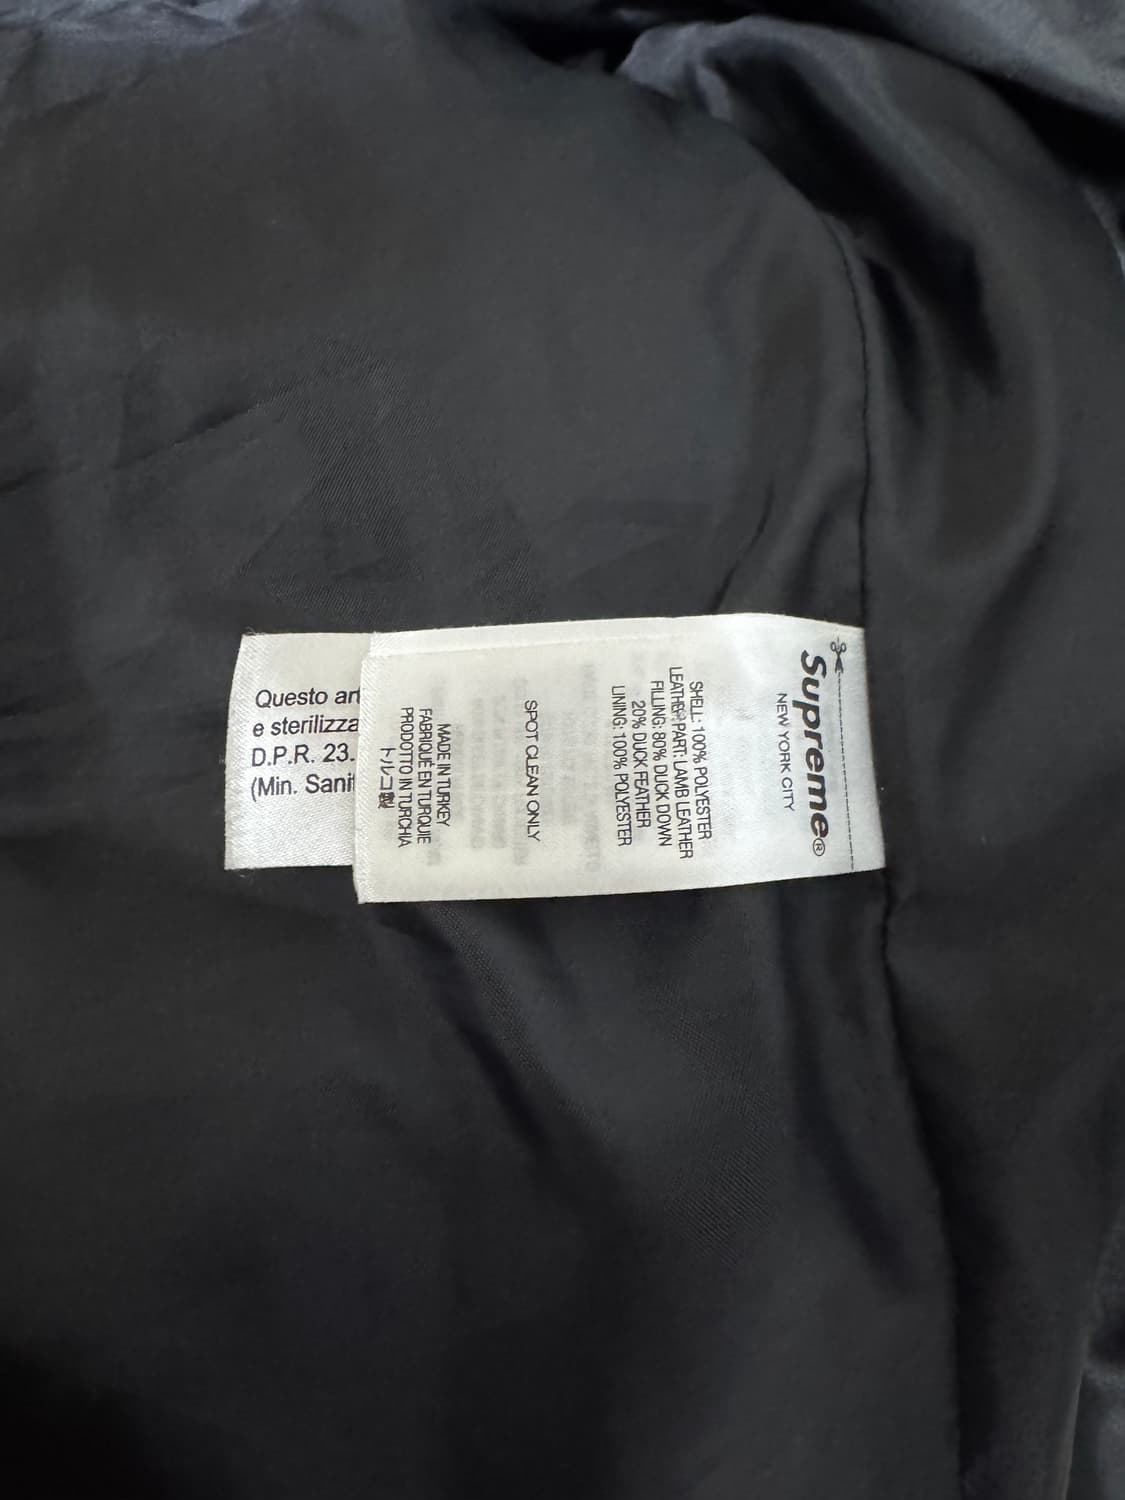 Supreme®
NEW YORK CITY
SHELL: 100% POLYESTER
LEATHER PART: LAMB LEATHER
FILLING: 80% DUCK DOWN
20% DUCK FEATHER
LINING: 100% POLYESTER
SPOT CLEAN ONLY
MADE IN TURKEY
FABRIQUÉ EN TURQUIE
PRODOTTO IN TURCHIA
トルコ製
Questo art
e sterilizza
D.P.R. 23.
(Min. Sanit